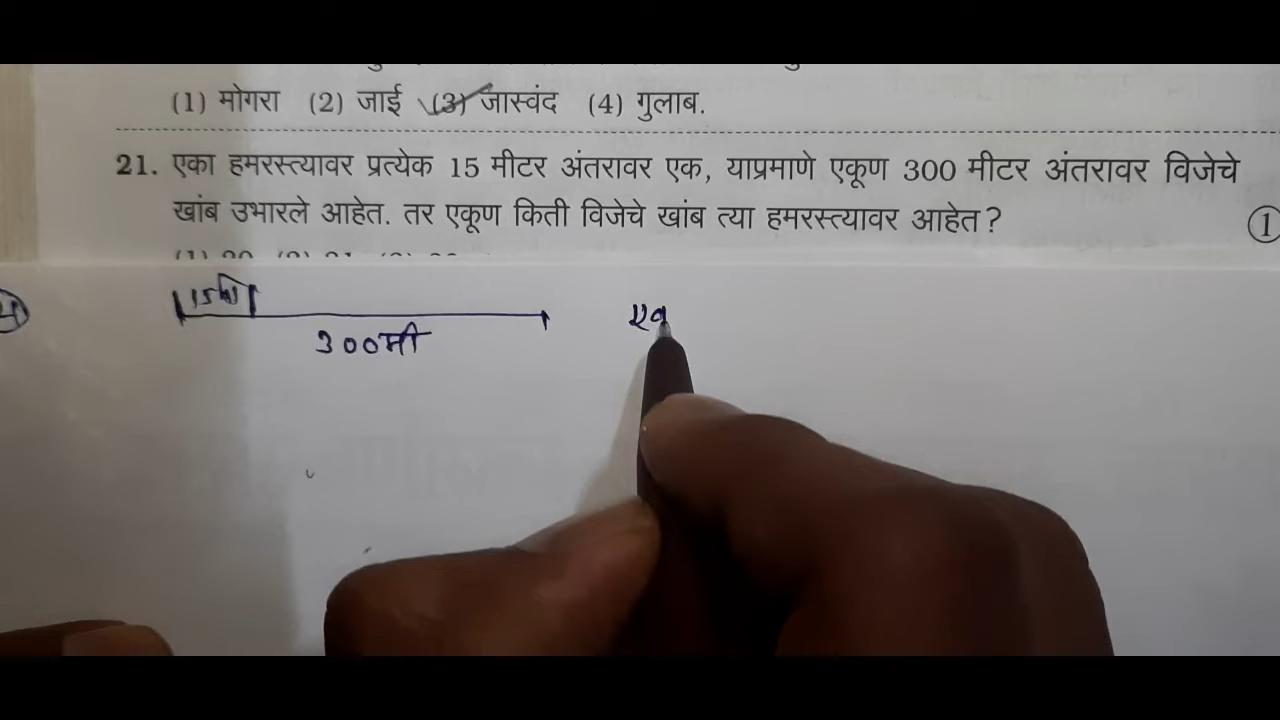 (1) मोगरा (2) जाई (3) जास्वंद (4) गुलाब.
21. एका हमरस्त्यावर प्रत्येक 15 मीटर अंतरावर एक, याप्रमाणे एकूण 300 मीटर अंतरावर विजेचे
खांब उभारले आहेत. तर एकूण किती विजेचे खांब त्या हमरस्त्यावर आहेत?
1
15मी
300मी